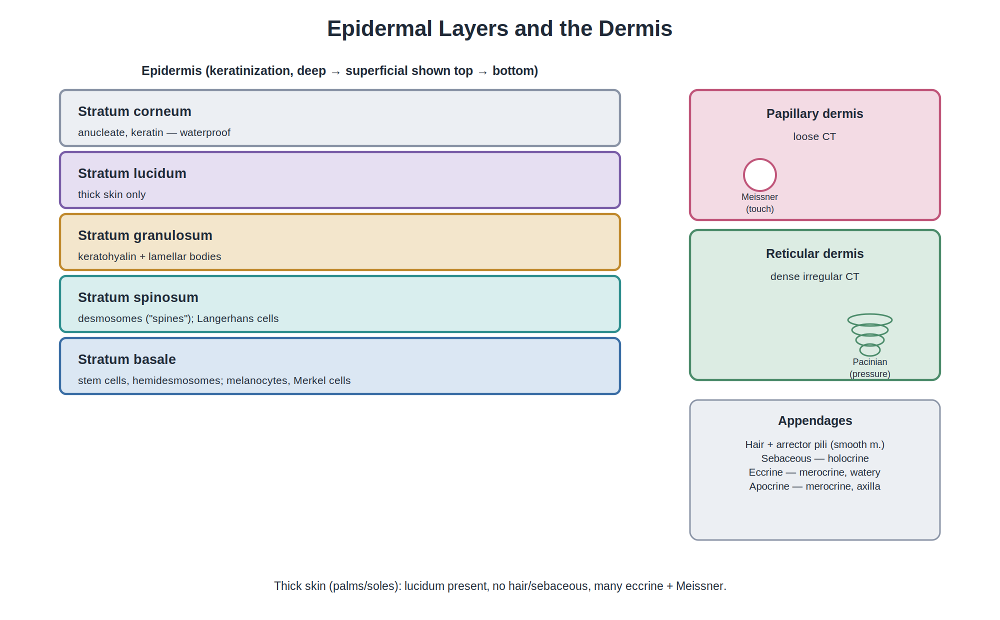 Epidermal Layers and the Dermis
Epidermis (keratinization, deep → superficial shown top → bottom)
Stratum corneum
anucleate, keratin — waterproof
Stratum lucidum
thick skin only
Stratum granulosum
keratohyalin + lamellar bodies
Stratum spinosum
desmosomes ("spines"); Langerhans cells
Stratum basale
stem cells, hemidesmosomes; melanocytes, Merkel cells
Papillary dermis
loose CT
Meissner
(touch)
Reticular dermis
dense irregular CT
Pacinian
(pressure)
Appendages
Hair + arrector pili (smooth m.)
Sebaceous — holocrine
Eccrine — merocrine, watery
Apocrine — merocrine, axilla
Thick skin (palms/soles): lucidum present, no hair/sebaceous, many eccrine + Meissner.